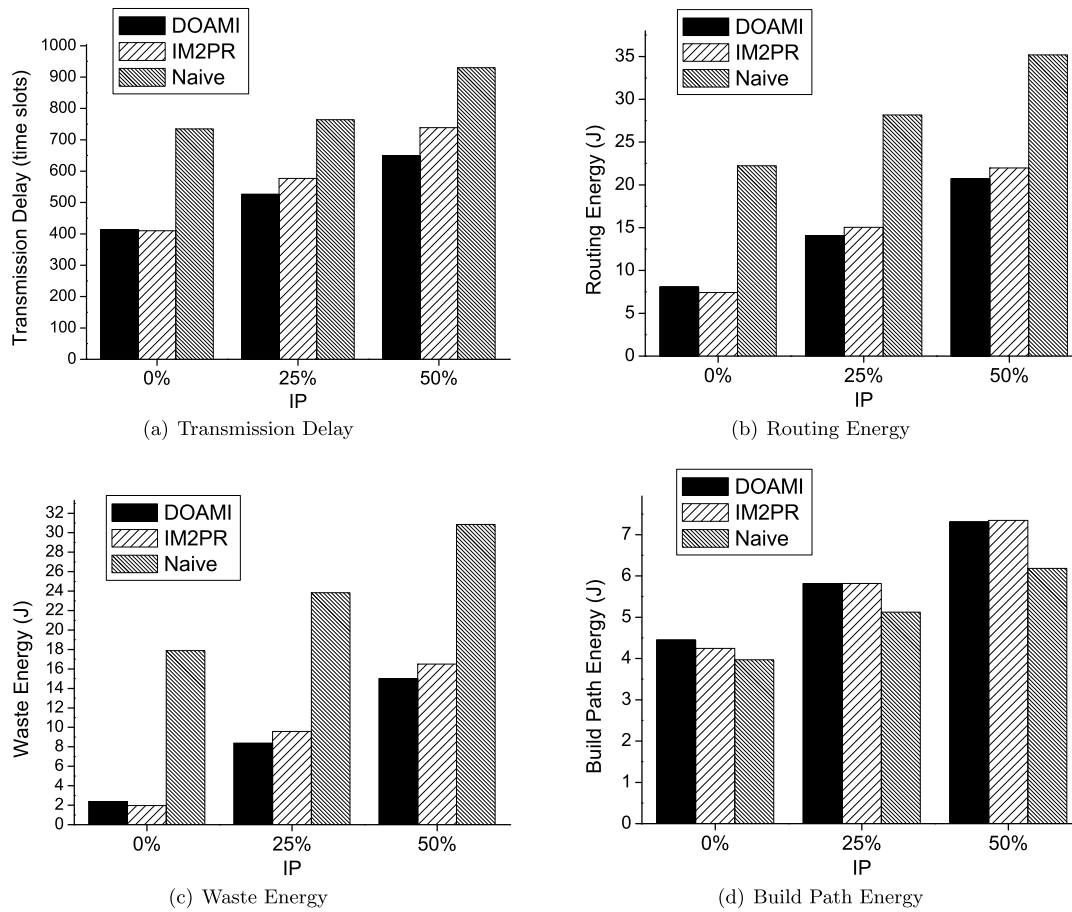 DOAMI
IM2PR
Naive
Transmission Delay (time slots)
1000
900
800
700
600
500
400
300
200
100
0
0% 25% 50%
IP
(a) Transmission Delay
DOAMI
IM2PR
Naive
Routing Energy (J)
35
30
25
20
15
10
5
0
0% 25% 50%
IP
(b) Routing Energy
DOAMI
IM2PR
Naive
Waste Energy (J)
32
30
28
26
24
22
20
18
16
14
12
10
8
6
4
2
0
0% 25% 50%
IP
(c) Waste Energy
DOAMI
IM2PR
Naive
Build Path Energy (J)
7
6
5
4
3
2
1
0
0% 25% 50%
IP
(d) Build Path Energy